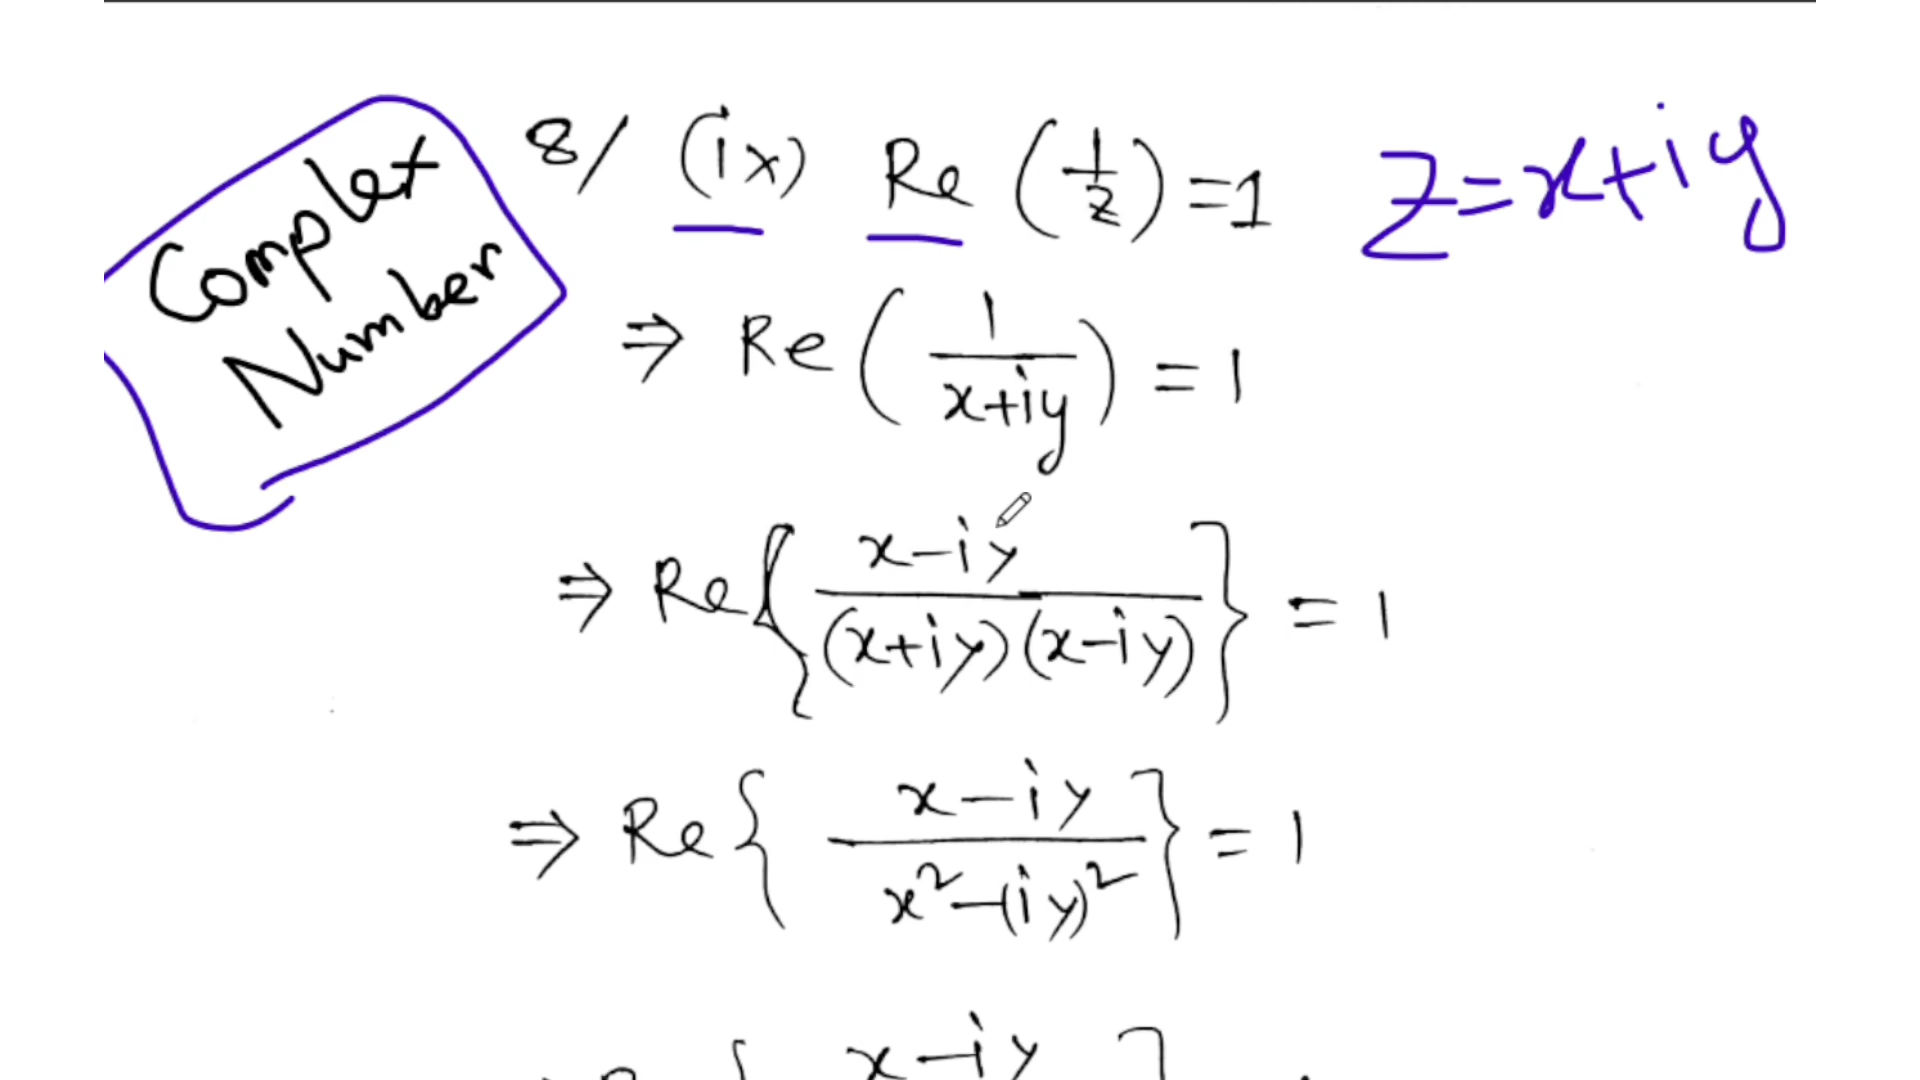 Complex
Number
8/ (ix) Re (1/z) = 1
z = x+iy
⇒ Re ( 1/(x+iy) ) = 1
⇒ Re{ (x-iy)/((x+iy)(x-iy)) } = 1
⇒ Re{ (x-iy)/(x²-(iy)²) } = 1
x-iy